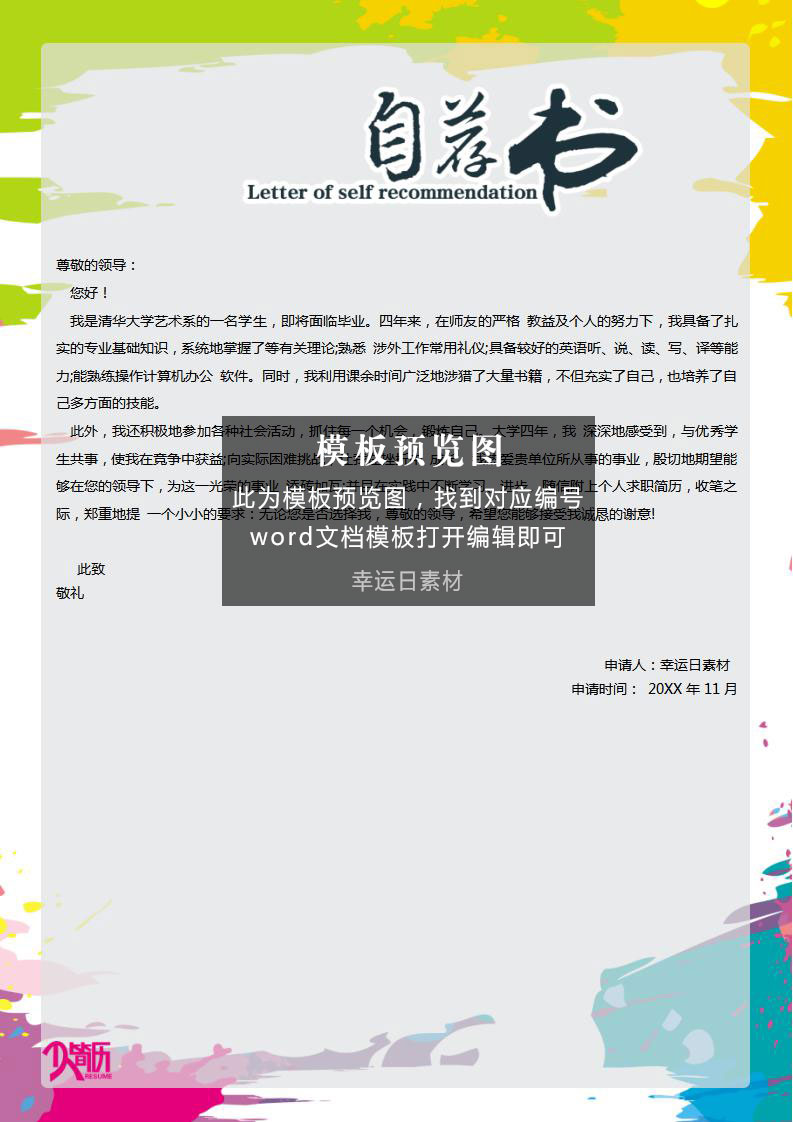 自荐书
Letter of self recommendation
尊敬的领导：
您好！
我是清华大学艺术系的一名学生，即将面临毕业。四年来，在师友的严格 教益及个人的努力下，我具备了扎
实的专业基础知识，系统地掌握了等有关理论;熟悉 涉外工作常用礼仪;具备较好的英语听、说、读、写、译等能
力;能熟练操作计算机办公 软件。同时，我利用课余时间广泛地涉猎了大量书籍，不但充实了自己，也培养了自
己多方面的技能。
此外，我还积极地参加各种社会活动，抓住每一个机会，锻炼自己。大学四年，我 深深地感受到，与优秀学
生共事，使我在竞争中获益;向实际困难挑战 爱贵单位所从事的事业，殷切地期望能
够在您的领导下，为这一光荣的事业 添砖加瓦;并且在实践中不断学习、进步。随信附上个人求职简历，收笔之
际，郑重地提 一个小小的要求：无论您是否选择我，尊敬的领导，希望您能够接受我诚恳的谢意!
模板预览图
此为模板预览图，找到对应编号
word文档模板打开编辑即可
幸运日素材
此致
敬礼
申请人：幸运日素材
申请时间： 20XX 年 11 月
简历
RESUME